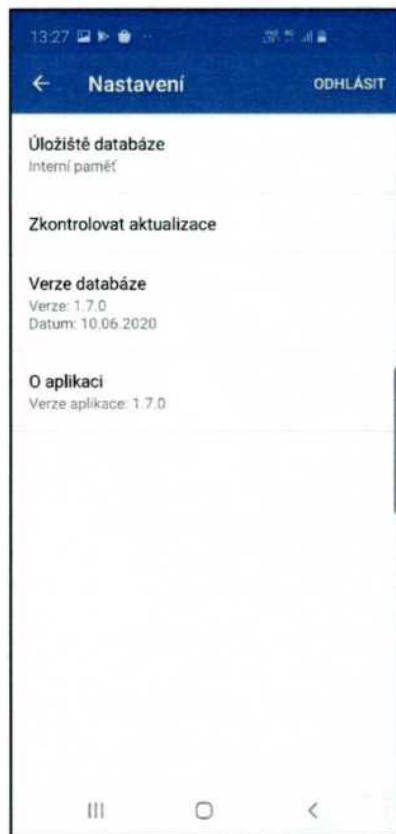 13:27
Nastavení
ODHLÁSIT
Úložiště databáze
Interní paměť
Zkontrolovat aktualizace
Verze databáze
Verze: 1.7.0
Datum: 10.06.2020
O aplikaci
Verze aplikace: 1.7.0